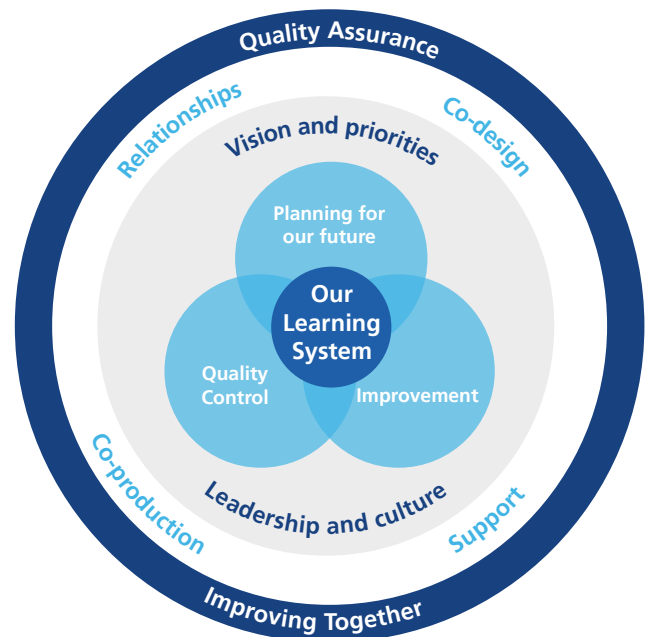 Quality Assurance
Relationships
Co-design
Vision and priorities
Planning for
our future
Our
Learning
System
Quality
Control
Improvement
Co-production
Leadership and culture
Support
Improving Together